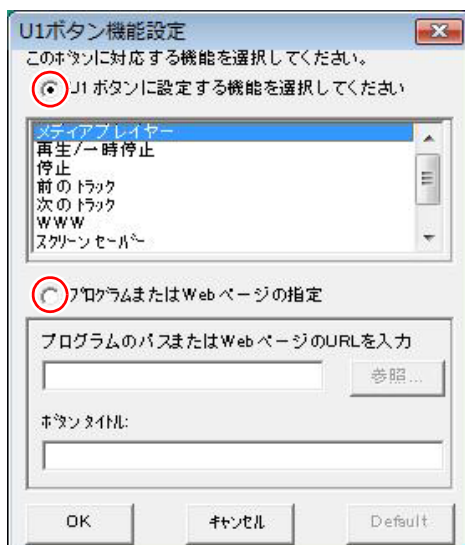 U1ボタン機能設定
このボタンに対応する機能を選択してください。
U1 ボタンに設定する機能を選択してください
メディアプレイヤー
再生/一時停止
停止
前のトラック
次のトラック
WWW
スクリーンセーバー
プログラムまたはWebページの指定
プログラムのパスまたはWebページのURLを入力
参照...
ボタンタイトル:
OK
キャンセル
Default